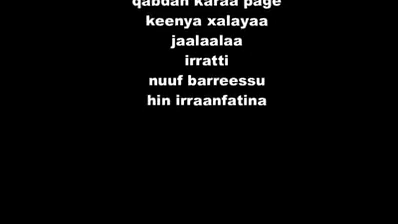 qabdan karaa page
keenya xalayaa
jaalaalaa
irratti
nuuf barreessu
hin irraanfatina